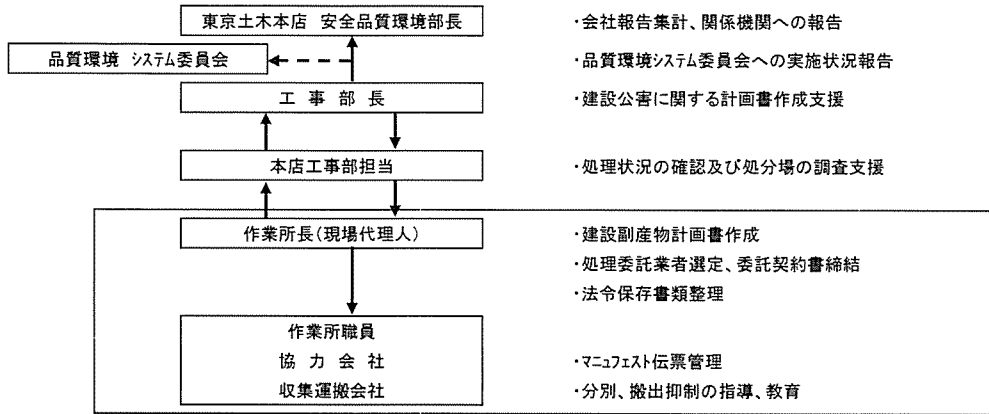 東京土木本店 安全品質環境部長
・会社報告集計、関係機関への報告
品質環境 システム委員会
・品質環境システム委員会への実施状況報告
工 事 部 長
・建設公害に関する計画書作成支援
本店工事部担当
・処理状況の確認及び処分場の調査支援
作業所長(現場代理人)
・建設副産物計画書作成
・処理委託業者選定、委託契約書締結
・法令保存書類整理
作業所職員
協 力 会 社
・マニュフェスト伝票管理
収集運搬会社
・分別、搬出抑制の指導、教育